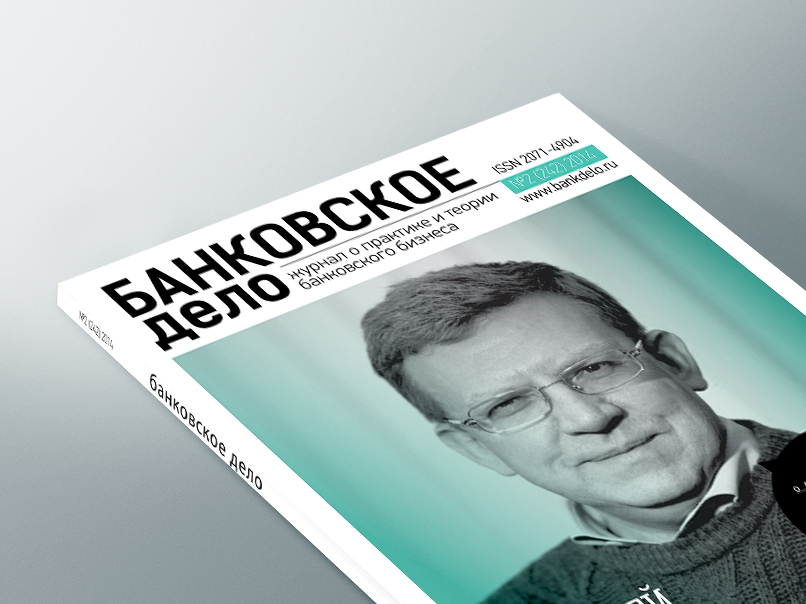 БАНКОВСКОЕ
дело
журнал о практике и теории
банковского бизнеса
ISSN 2071-4904
№2 (242) 2014
www.bankdelo.ru
№2 (242) 2014
банковское дело